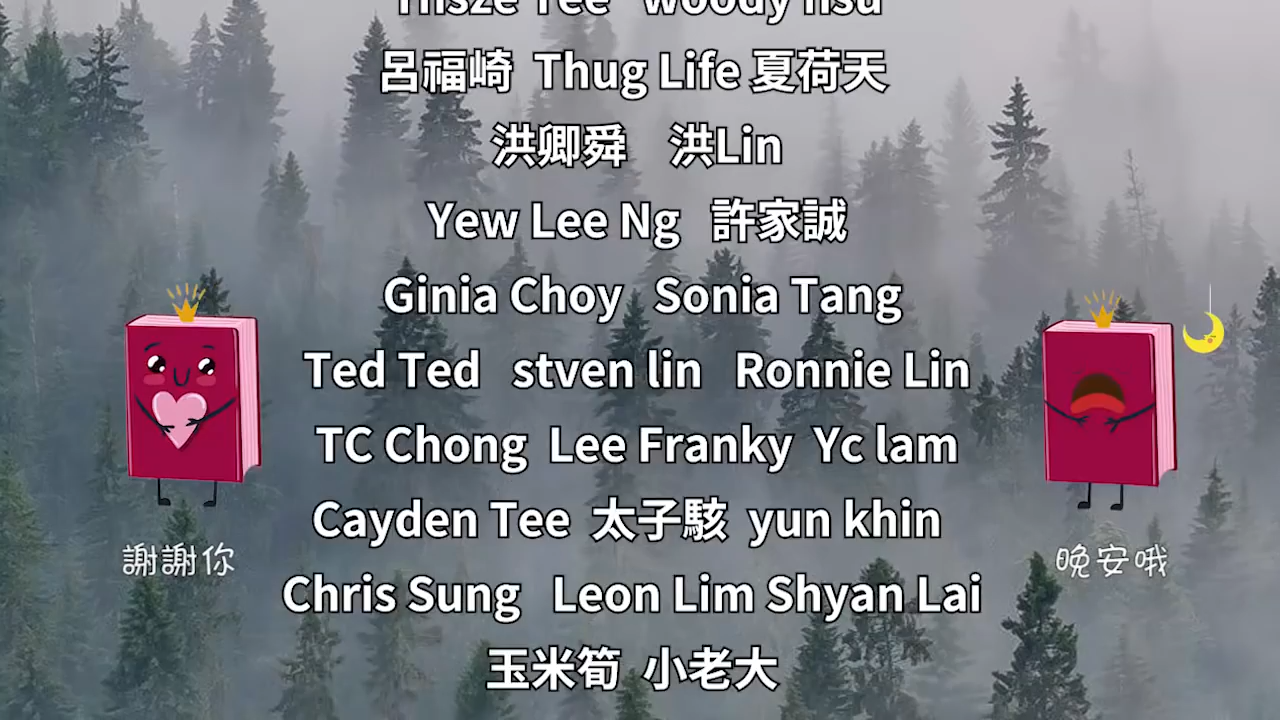 Yee woody hsu
呂福崎 Thug Life 夏荷天
洪卿舜 洪Lin
Yew Lee Ng 許家誠
Ginia Choy Sonia Tang
Ted Ted stven lin Ronnie Lin
TC Chong Lee Franky Yc lam
Cayden Tee 太子駭 yun khin
Chris Sung Leon Lim Shyan Lai
玉米筍 小老大
謝謝你
晚安哦